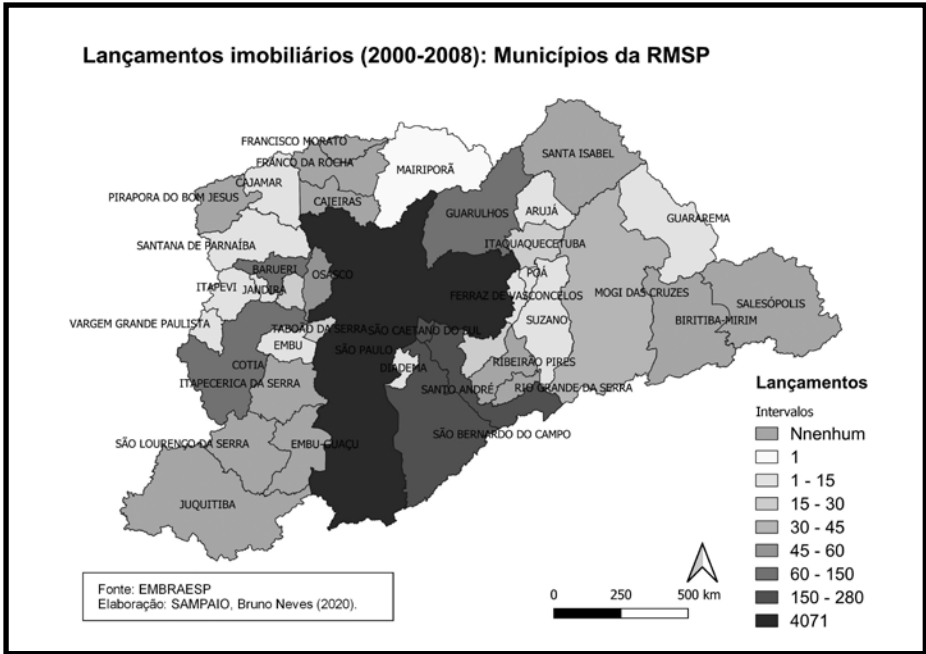 Lançamentos imobiliários (2000-2008): Municípios da RMSP
FRANCISCO MORATO
FRANCO DA ROCHA
MAIRIPORÃ
SANTA ISABEL
CAJAMAR
PIRAPORA DO BOM JESUS
CAIEIRAS
GUARULHOS
ARUJÁ
GUARAREMA
SANTANA DE PARNAÍBA
ITAQUAQUECETUBA
BARUERI
OSASCO
POÁ
ITAPEVI
JANDIRA
FERRAZ DE VASCONCELOS
MOGI DAS CRUZES
SALESÓPOLIS
VARGEM GRANDE PAULISTA
TABOÃO DA SERRA
SÃO CAETANO DO SUL
SUZANO
BIRITIBA-MIRIM
EMBU
SÃO PAULO
COTIA
DIADEMA
RIBEIRÃO PIRES
ITAPECERICA DA SERRA
SANTO ANDRÉ
RIO GRANDE DA SERRA
SÃO LOURENÇO DA SERRA
EMBU-GUAÇU
SÃO BERNARDO DO CAMPO
JUQUITIBA
Lançamentos
Intervalos
Nnenhum
1
1 - 15
15 - 30
30 - 45
45 - 60
60 - 150
150 - 280
4071
Fonte: EMBRAESP
Elaboração: SAMPAIO, Bruno Neves (2020).
0 250 500 km